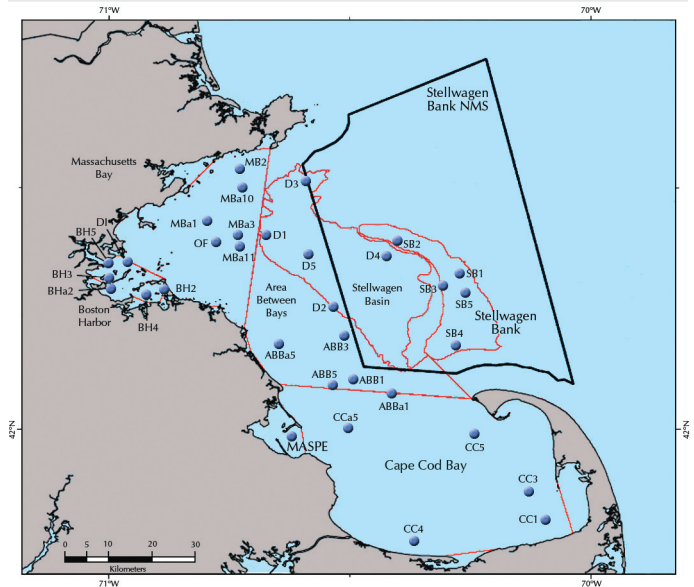 71°W
70°W
Stellwagen
Bank NMS
Massachusetts
Bay
MB2
MBa10
D3
MBa1
MBa3
OF
MBa11
D1
DI
BH5
SB2
D4
D5
BH3
BHa2
BH2
Boston
Harbor
BH4
Area
Between
Bays
Stellwagen
Basin
SB1
SB3
SB5
Stellwagen
Bank
D2
SB4
ABB3
ABBa5
ABB5
ABB1
ABBa1
42°N
42°N
CCa5
CC5
MASPE
Cape Cod Bay
CC3
CC1
CC4
0 5 10 20 30
Kilometers
71°W
70°W